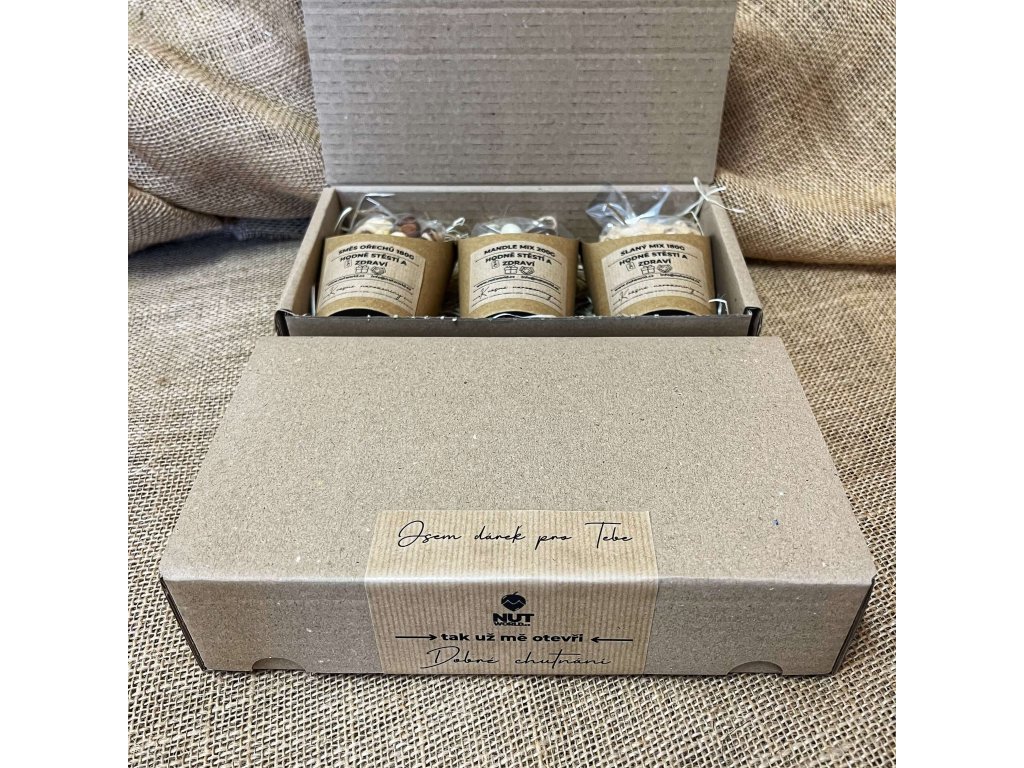 SMĚS OŘECHŮ 180G
HODNĚ ŠTĚSTÍ A
ZDRAVÍ
MANDLE MIX 200G
HODNĚ ŠTĚSTÍ A
ZDRAVÍ
SLANÝ MIX 180G
HODNĚ ŠTĚSTÍ A
ZDRAVÍ
Jsem dárek pro Tebe
NUT
WORLD
tak už mě otevři
Dobré chutnání